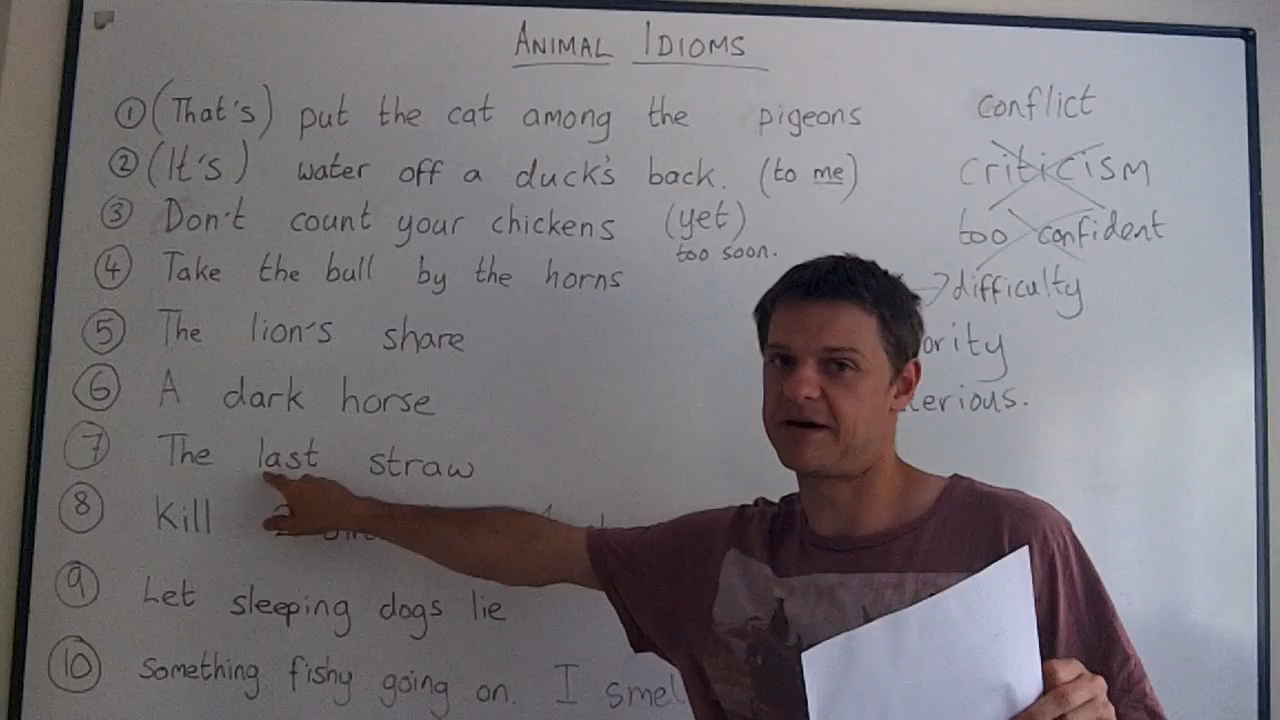 ANIMAL IDIOMS
① (That's) put the cat among the pigeons conflict
② (It's) water off a duck's back. (to me) criticism
③ Don't count your chickens (yet) too confident
too soon.
④ Take the bull by the horns → difficulty
⑤ The lion's share
⑥ A dark horse
⑦ The last straw
⑧ Kill 2
⑨ Let sleeping dogs lie
⑩ Something fishy going on. I